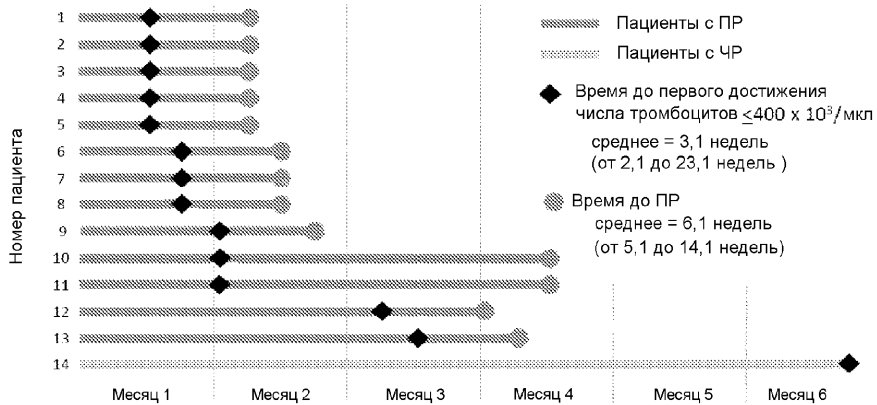 Номер пациента
1
2
3
4
5
6
7
8
9
10
11
12
13
14
Месяц 1
Месяц 2
Месяц 3
Месяц 4
Месяц 5
Месяц 6
Пациенты с ПР
Пациенты с ЧР
Время до первого достижения
числа тромбоцитов ≤400 x 10³/мкл
среднее = 3,1 недель
(от 2,1 до 23,1 недель )
Время до ПР
среднее = 6,1 недель
(от 5,1 до 14,1 недель)